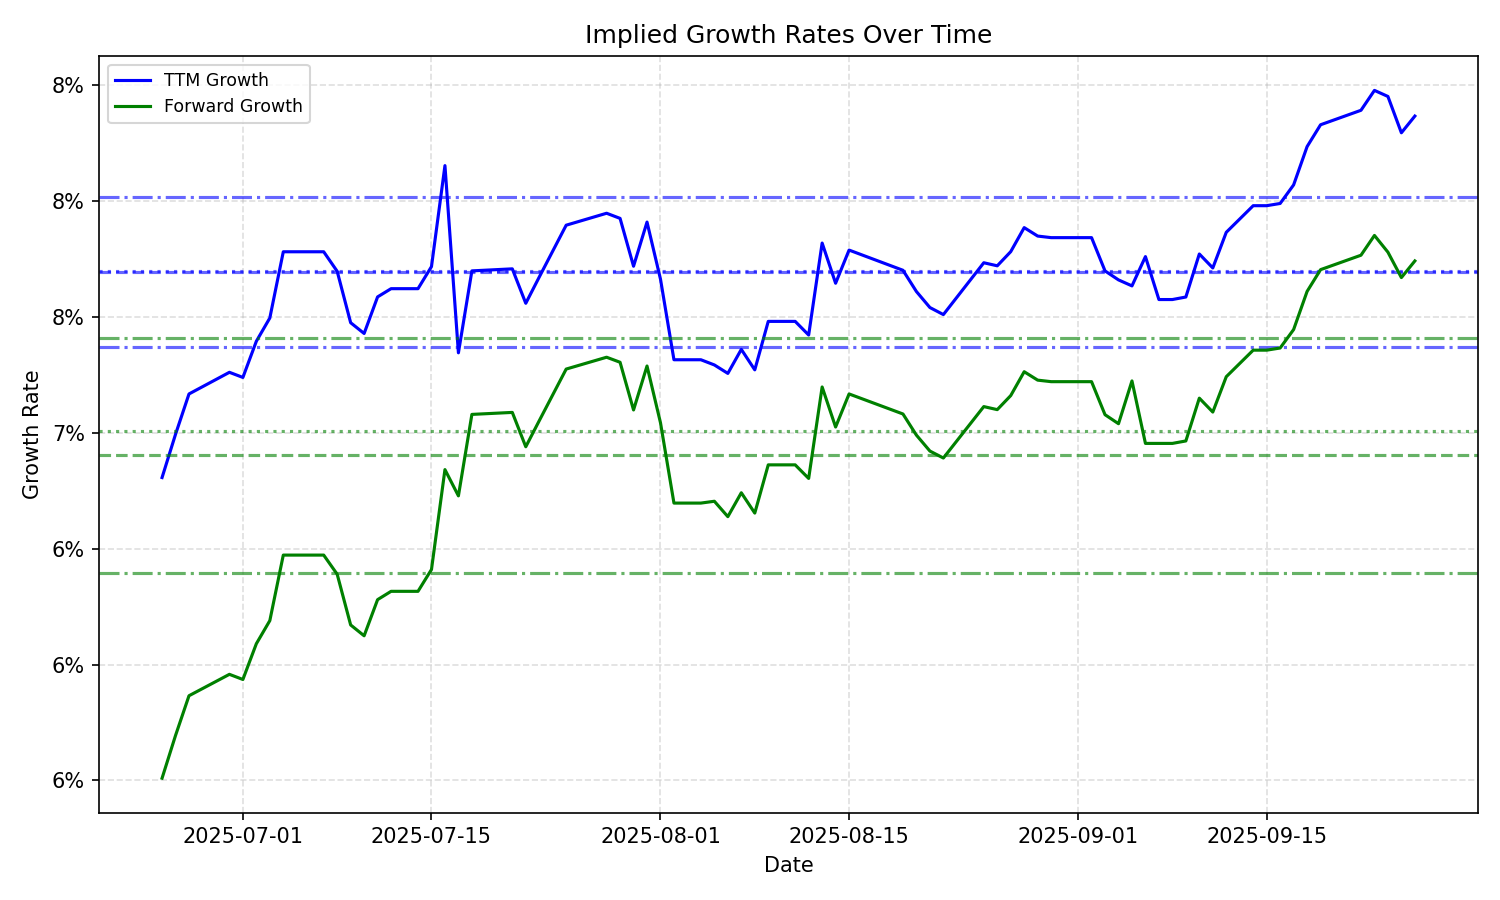 Implied Growth Rates Over Time
TTM Growth
Forward Growth
8%
8%
8%
7%
6%
6%
6%
Growth Rate
2025-07-01
2025-07-15
2025-08-01
2025-08-15
2025-09-01
2025-09-15
Date